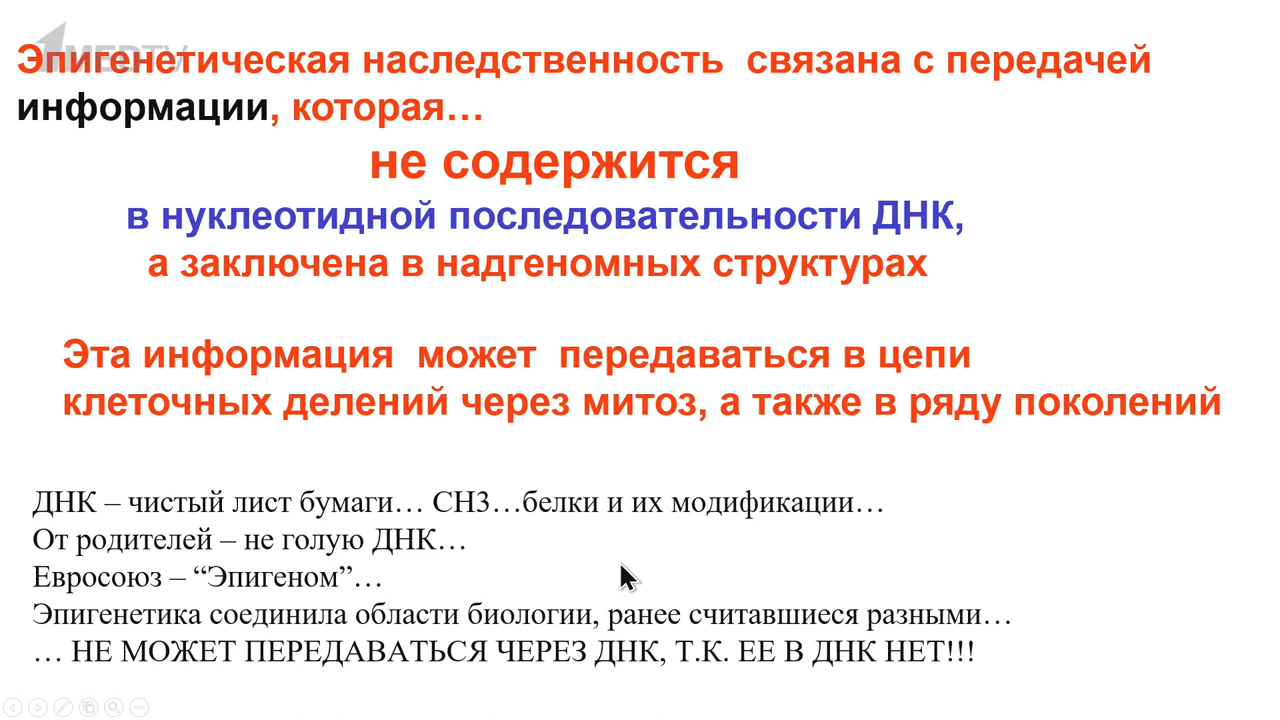 1MEDTV
Эпигенетическая наследственность связана с передачей
информации, которая…
не содержится
в нуклеотидной последовательности ДНК,
а заключена в надгеномных структурах
Эта информация может передаваться в цепи
клеточных делений через митоз, а также в ряду поколений
ДНК – чистый лист бумаги… СН3…белки и их модификации…
От родителей – не голую ДНК…
Евросоюз – “Эпигеном”…
Эпигенетика соединила области биологии, ранее считавшиеся разными…
… НЕ МОЖЕТ ПЕРЕДАВАТЬСЯ ЧЕРЕЗ ДНК, Т.К. ЕЕ В ДНК НЕТ!!!